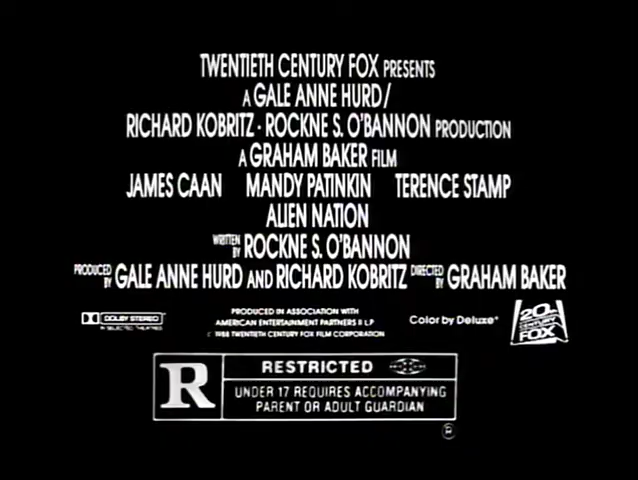 TWENTIETH CENTURY FOX PRESENTS
A GALE ANNE HURD/
RICHARD KOBRITZ · ROCKNE S. O'BANNON PRODUCTION
A GRAHAM BAKER FILM
JAMES CAAN MANDY PATINKIN TERENCE STAMP
ALIEN NATION
WRITTEN BY ROCKNE S. O'BANNON
PRODUCED BY GALE ANNE HURD AND RICHARD KOBRITZ DIRECTED BY GRAHAM BAKER
DOLBY STEREO
IN SELECTED THEATRES
PRODUCED IN ASSOCIATION WITH
AMERICAN ENTERTAINMENT PARTNERS II L.P.
© 1988 TWENTIETH CENTURY FOX FILM CORPORATION
Color by Deluxe®
20th
CENTURY
FOX
R
RESTRICTED
UNDER 17 REQUIRES ACCOMPANYING
PARENT OR ADULT GUARDIAN